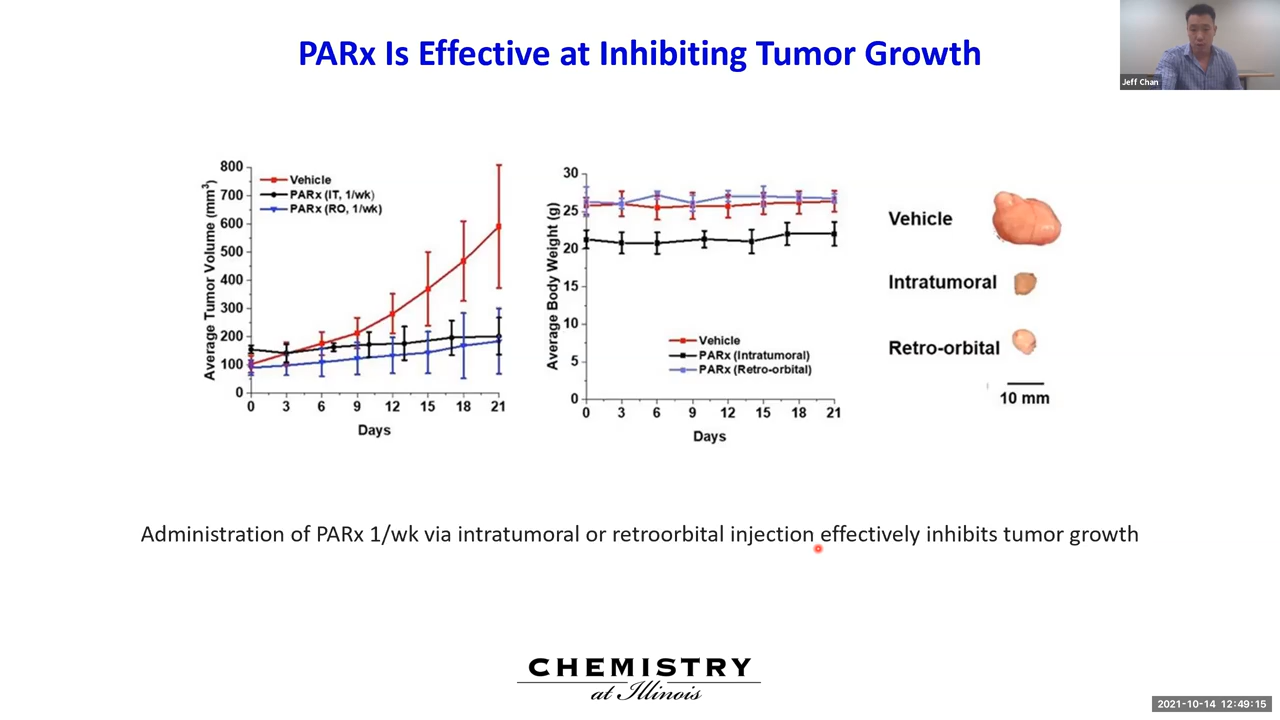 PARx Is Effective at Inhibiting Tumor Growth
Jeff Chan
Average Tumor Volume (mm³)
800
700
600
500
400
300
200
100
0
Vehicle
PARx (IT, 1/wk)
PARx (RO, 1/wk)
0 3 6 9 12 15 18 21
Days
Average Body Weight (g)
30
25
20
15
10
5
0
Vehicle
PARx (Intratumoral)
PARx (Retro-orbital)
0 3 6 9 12 15 18 21
Days
Vehicle
Intratumoral
Retro-orbital
10 mm
Administration of PARx 1/wk via intratumoral or retroorbital injection effectively inhibits tumor growth
CHEMISTRY
at Illinois
2021-10-14 12:49:15